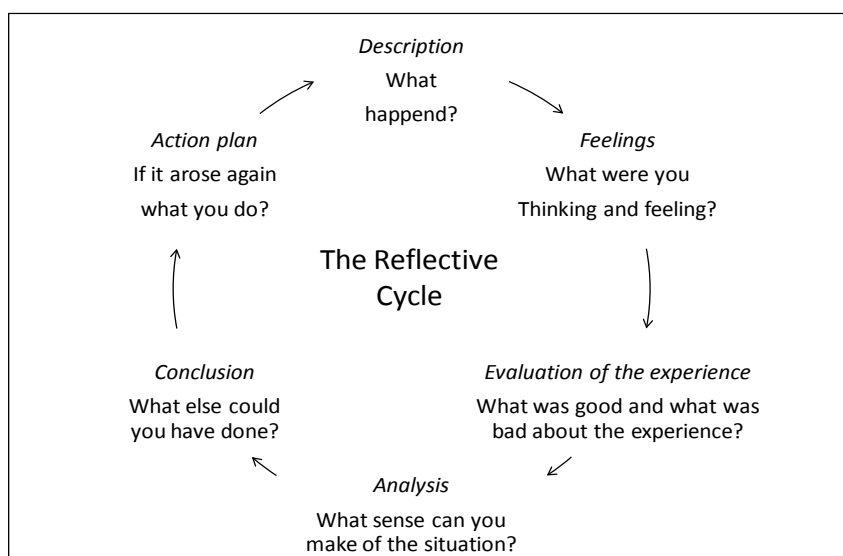 Description
What
happend?
Feelings
What were you
Thinking and feeling?
Evaluation of the experience
What was good and what was
bad about the experience?
Analysis
What sense can you
make of the situation?
Conclusion
What else could
you have done?
Action plan
If it arose again
what you do?
The Reflective
Cycle